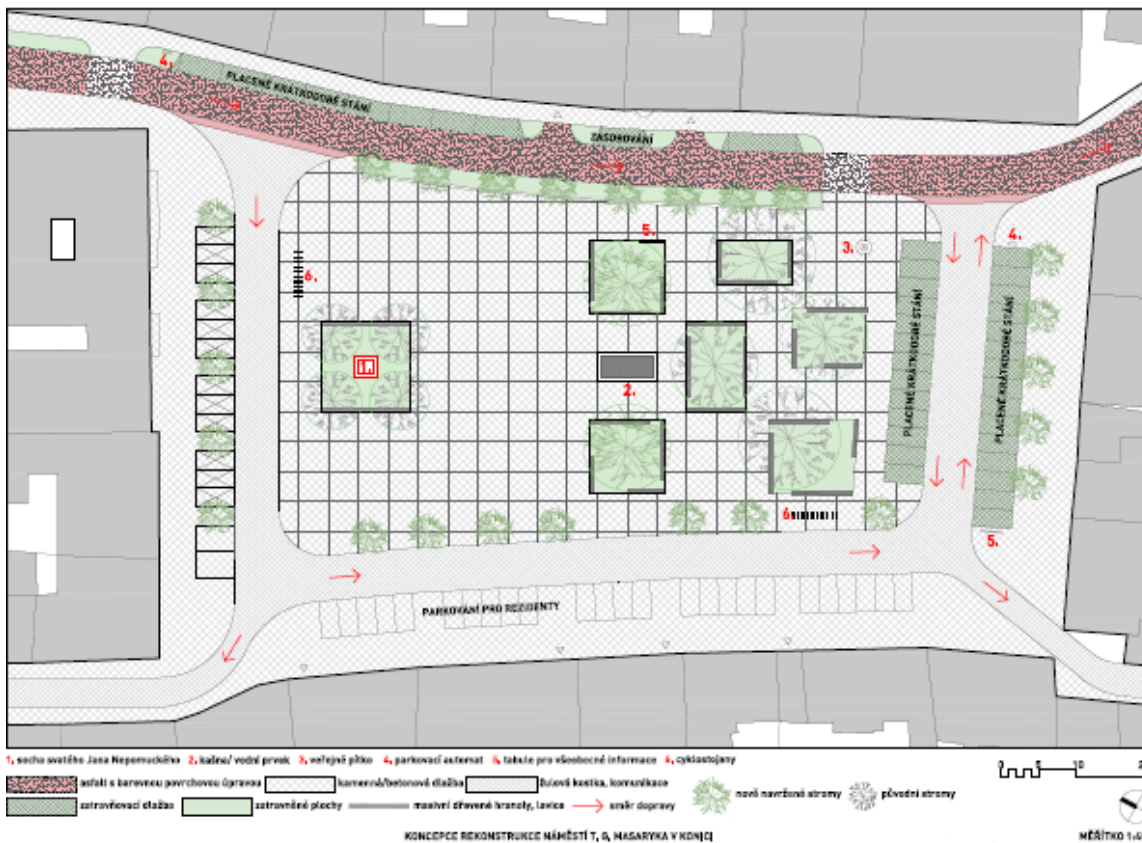 4.
PLACENÉ KRÁTKODOBÉ STÁNÍ
ZÁSOBOVÁNÍ
5.
3.
4.
6.
1.
2.
PLACENÉ KRÁTKODOBÉ STÁNÍ
PLACENÉ KRÁTKODOBÉ STÁNÍ
6.
5.
PARKOVÁNÍ PRO REZIDENTY
1, socha svatého Jana Nepomuckého 2, kašna/ vodní prvek 3, veřejné pítko 4, parkovací automat 5, tabule pro všeobecné informace 6, cyklostojany
0 5 10
asfalt s barevnou povrchovou úpravou kamenná/betonová dlažba žulová kostka, komunikace
zatravňovací dlažba zatravněné plochy masivní dřevěné hranoly, lavice směr dopravy nově navržené stromy původní stromy
KONCEPCE REKONSTRUKCE NÁMĚSTÍ T, G, MASARYKA V KONICI
MĚŘÍTKO